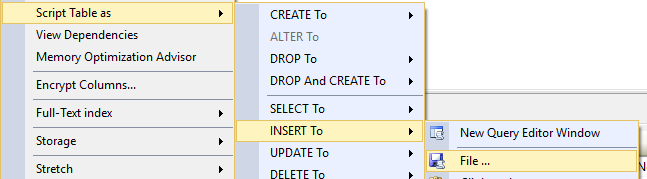 Script Table as
View Dependencies
Memory Optimization Advisor
Encrypt Columns...
Full-Text index
Storage
Stretch
CREATE To
ALTER To
DROP To
DROP And CREATE To
SELECT To
INSERT To
UPDATE To
DELETE To
New Query Editor Window
File ...